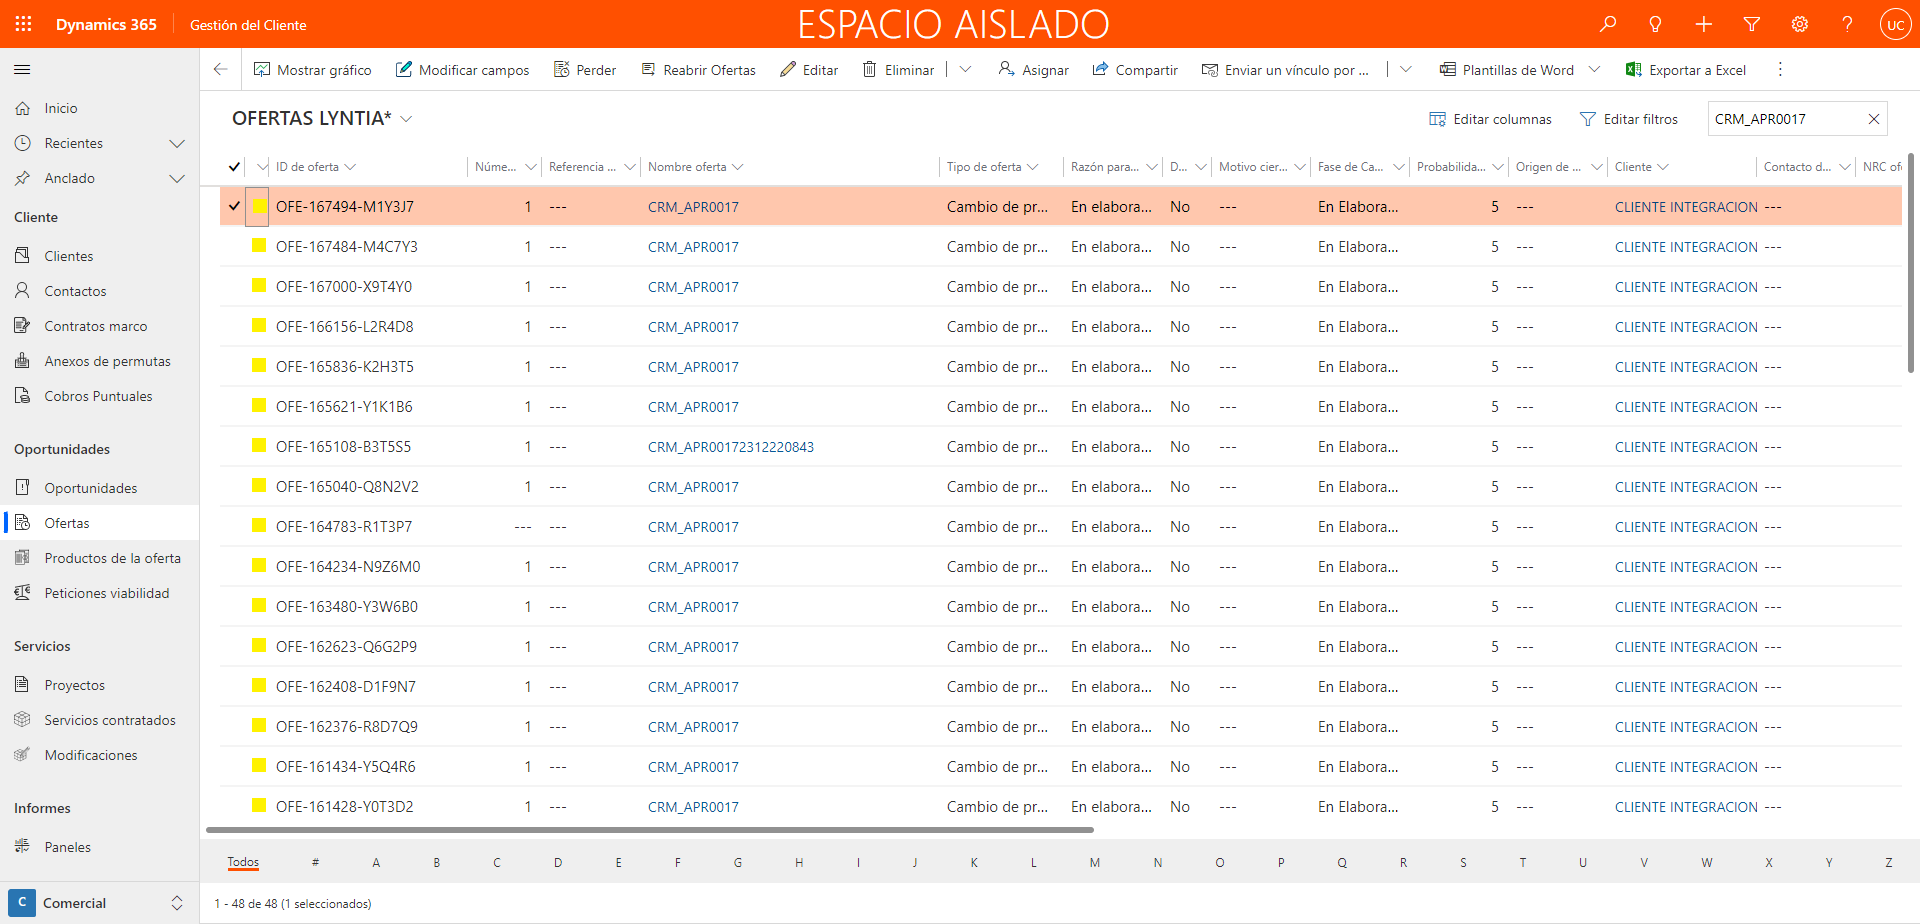 Dynamics 365 Gestión del Cliente ESPACIO AISLADO UC
Mostrar gráfico Modificar campos Perder Reabrir Ofertas Editar Eliminar Asignar Compartir Enviar un vínculo por ... Plantillas de Word Exportar a Excel
Inicio
Recientes
Anclado
Cliente
Clientes
Contactos
Contratos marco
Anexos de permutas
Cobros Puntuales
Oportunidades
Oportunidades
Ofertas
Productos de la oferta
Peticiones viabilidad
Servicios
Proyectos
Servicios contratados
Modificaciones
Informes
Paneles
C Comercial
OFERTAS LYNTIA*
Editar columnas Editar filtros CRM_APR0017
ID de oferta Núme... Referencia ... Nombre oferta Tipo de oferta Razón para... D... Motivo cier... Fase de Ca... Probabilida... Origen de ... Cliente Contacto d... NRC of
OFE-167494-M1Y3J7 1 --- CRM_APR0017 Cambio de pr... En elabora... No --- En Elabora... 5 --- CLIENTE INTEGRACION ---
OFE-167484-M4C7Y3 1 --- CRM_APR0017 Cambio de pr... En elabora... No --- En Elabora... 5 --- CLIENTE INTEGRACION ---
OFE-167000-X9T4Y0 1 --- CRM_APR0017 Cambio de pr... En elabora... No --- En Elabora... 5 --- CLIENTE INTEGRACION ---
OFE-166156-L2R4D8 1 --- CRM_APR0017 Cambio de pr... En elabora... No --- En Elabora... 5 --- CLIENTE INTEGRACION ---
OFE-165836-K2H3T5 1 --- CRM_APR0017 Cambio de pr... En elabora... No --- En Elabora... 5 --- CLIENTE INTEGRACION ---
OFE-165621-Y1K1B6 1 --- CRM_APR0017 Cambio de pr... En elabora... No --- En Elabora... 5 --- CLIENTE INTEGRACION ---
OFE-165108-B3T5S5 1 --- CRM_APR00172312220843 Cambio de pr... En elabora... No --- En Elabora... 5 --- CLIENTE INTEGRACION ---
OFE-165040-Q8N2V2 1 --- CRM_APR0017 Cambio de pr... En elabora... No --- En Elabora... 5 --- CLIENTE INTEGRACION ---
OFE-164783-R1T3P7 --- --- CRM_APR0017 Cambio de pr... En elabora... No --- En Elabora... 5 --- CLIENTE INTEGRACION ---
OFE-164234-N9Z6M0 1 --- CRM_APR0017 Cambio de pr... En elabora... No --- En Elabora... 5 --- CLIENTE INTEGRACION ---
OFE-163480-Y3W6B0 1 --- CRM_APR0017 Cambio de pr... En elabora... No --- En Elabora... 5 --- CLIENTE INTEGRACION ---
OFE-162623-Q6G2P9 1 --- CRM_APR0017 Cambio de pr... En elabora... No --- En Elabora... 5 --- CLIENTE INTEGRACION ---
OFE-162408-D1F9N7 1 --- CRM_APR0017 Cambio de pr... En elabora... No --- En Elabora... 5 --- CLIENTE INTEGRACION ---
OFE-162376-R8D7Q9 1 --- CRM_APR0017 Cambio de pr... En elabora... No --- En Elabora... 5 --- CLIENTE INTEGRACION ---
OFE-161434-Y5Q4R6 1 --- CRM_APR0017 Cambio de pr... En elabora... No --- En Elabora... 5 --- CLIENTE INTEGRACION ---
OFE-161428-Y0T3D2 1 --- CRM_APR0017 Cambio de pr... En elabora... No --- En Elabora... 5 --- CLIENTE INTEGRACION ---
Todos # A B C D E F G H I J K L M N O P Q R S T U V W X Y Z
1 - 48 de 48 (1 seleccionados)